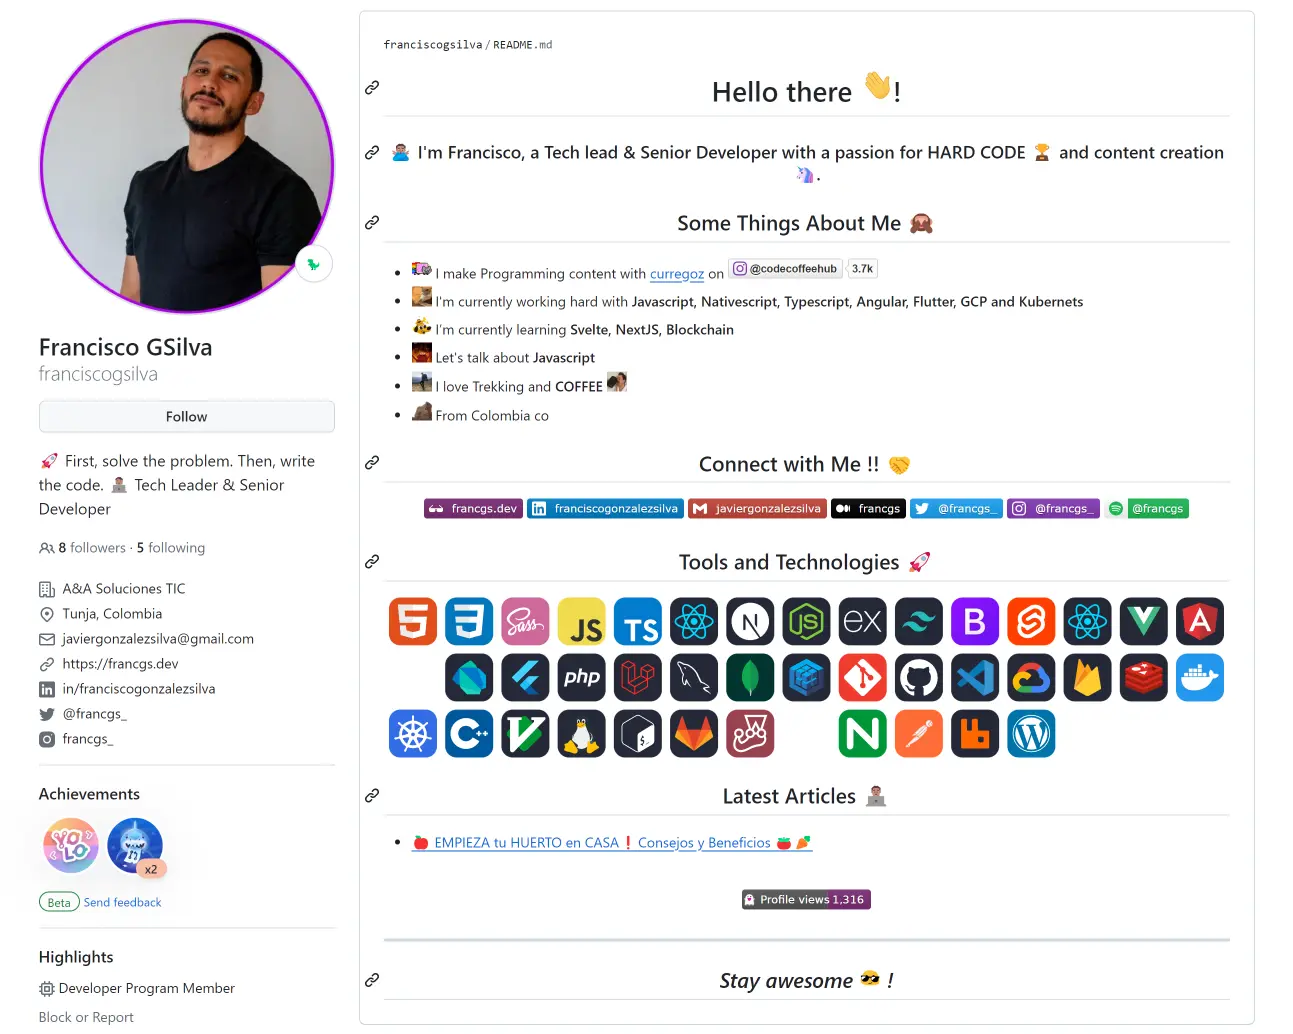 Francisco GSilva
franciscogsilva
Follow
🚀 First, solve the problem. Then, write
the code. 👨🏽‍💻 Tech Leader & Senior
Developer
8 followers · 5 following
A&A Soluciones TIC
Tunja, Colombia
javiergonzalezsilva@gmail.com
https://francgs.dev
in/franciscogonzalezsilva
@francgs_
francgs_
Achievements
YOLO
x2
Beta Send feedback
Highlights
Developer Program Member
Block or Report
franciscogsilva/README.md
Hello there 👋!
🤷🏽‍♂️ I'm Francisco, a Tech lead & Senior Developer with a passion for HARD CODE 🏆 and content creation
🦄.
Some Things About Me 🙊
I make Programming content with curregoz on @codecoffeehub 3.7k
I'm currently working hard with Javascript, Nativescript, Typescript, Angular, Flutter, GCP and Kubernets
I’m currently learning Svelte, NextJS, Blockchain
Let's talk about Javascript
I love Trekking and COFFEE
From Colombia co
Connect with Me !! 🤝
francgs.dev in franciscogonzalezsilva javiergonzalezsilva francgs @francgs_ @francgs_ @francgs
Tools and Technologies 🚀
5 3 Sass JS TS N JS ex B S V A
php
C++ V $_ JB N W
Latest Articles 👨🏽‍💻
🍎 EMPIEZA tu HUERTO en CASA❗ Consejos y Beneficios 🍅🥕
Profile views 1,316
Stay awesome 😎 !